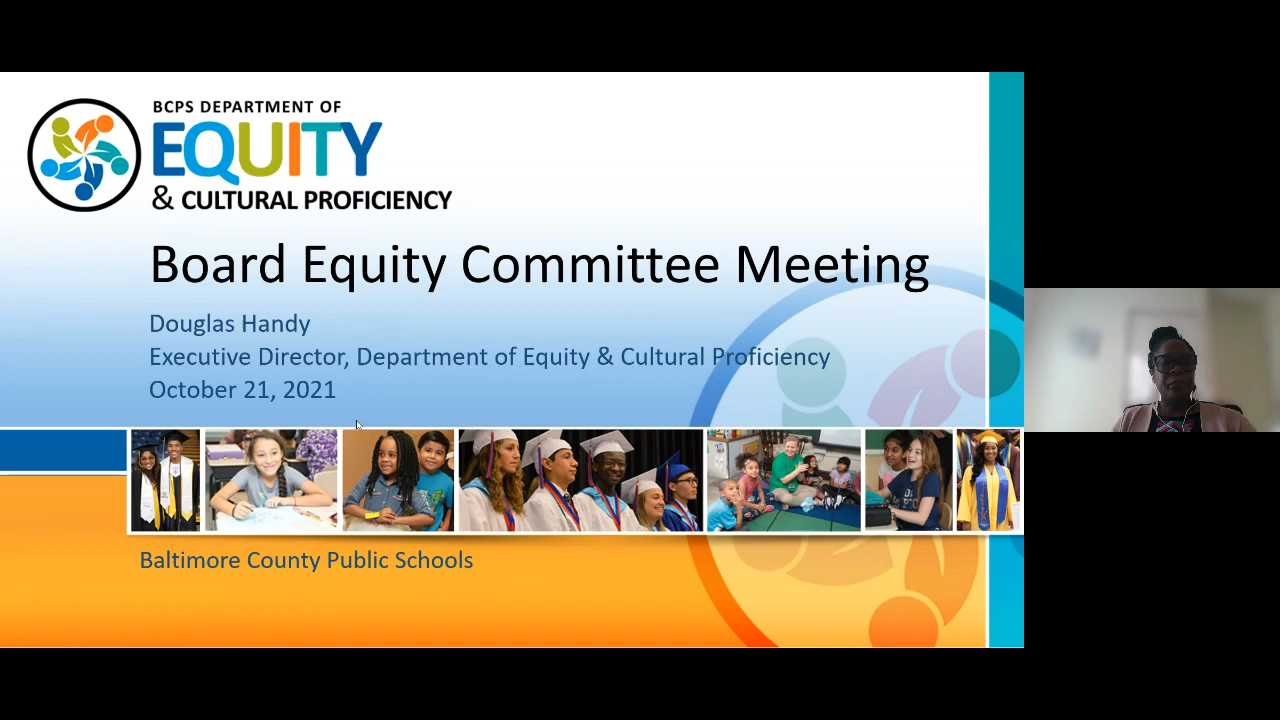 BCPS DEPARTMENT OF
EQUITY
& CULTURAL PROFICIENCY
Board Equity Committee Meeting
Douglas Handy
Executive Director, Department of Equity & Cultural Proficiency
October 21, 2021
Baltimore County Public Schools